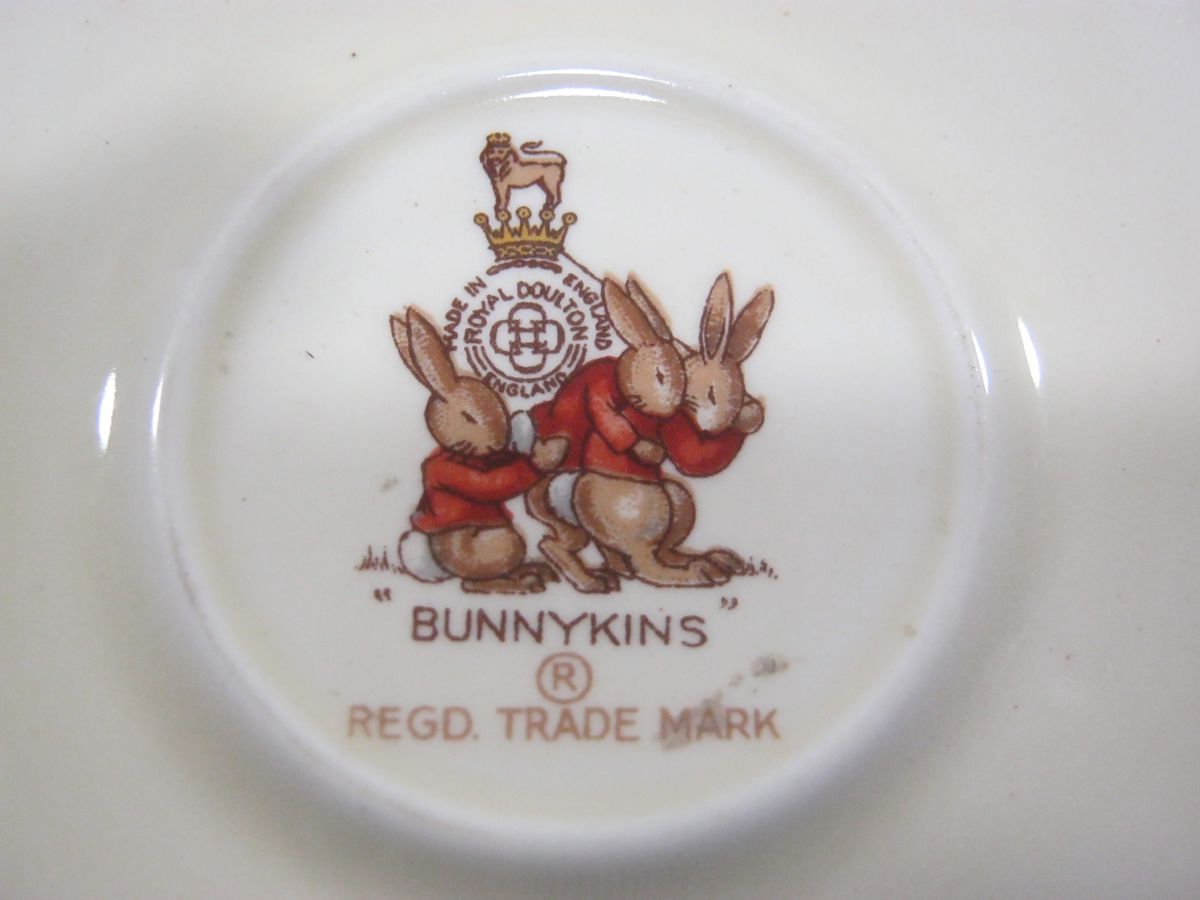 MADE IN ENGLAND
ROYAL DOULTON
ENGLAND
" BUNNYKINS "
®
REGD. TRADE MARK